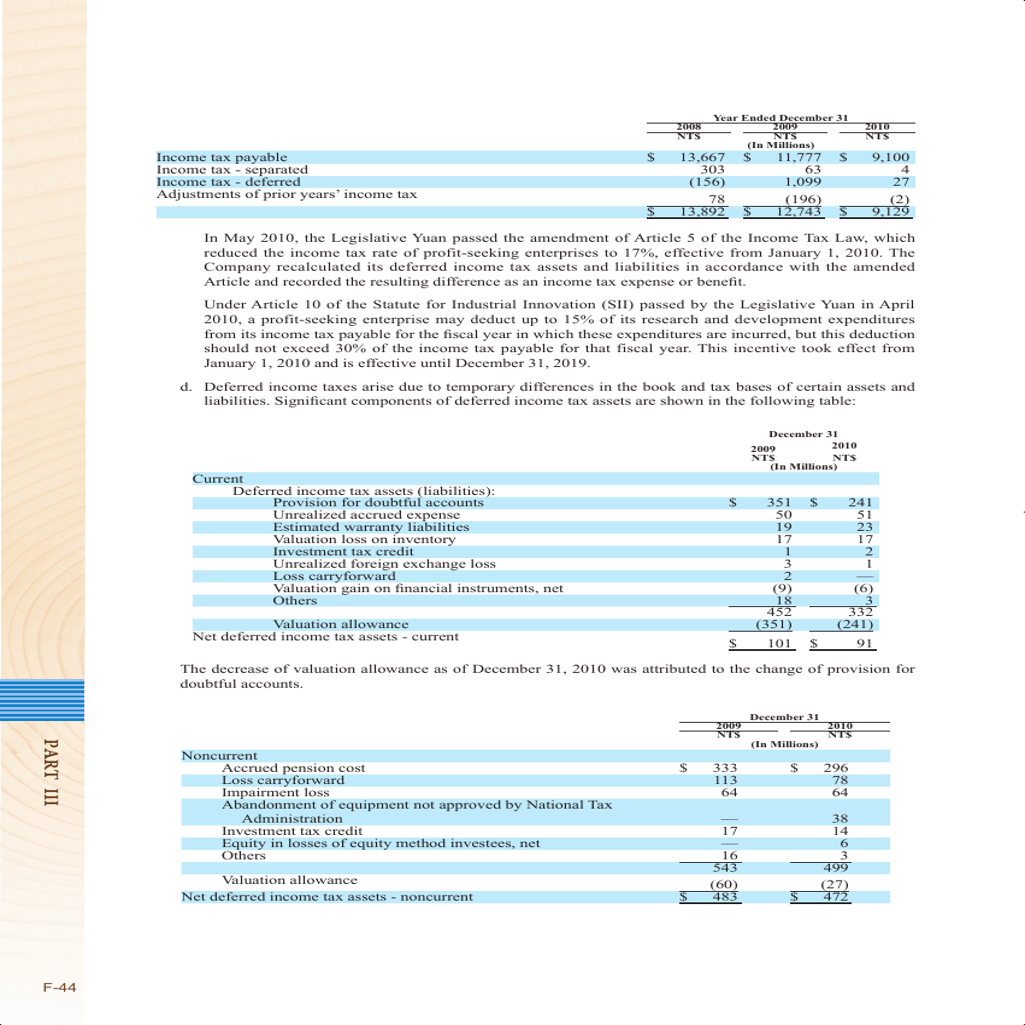 Year Ended December 31
2008 2009 2010
NT$ NT$ NT$
(In Millions)
Income tax payable $ 13,667 $ 11,777 $ 9,100
Income tax - separated 303 63 4
Income tax - deferred (156) 1,099 27
Adjustments of prior years’ income tax 78 (196) (2)
$ 13,892 $ 12,743 $ 9,129
In May 2010, the Legislative Yuan passed the amendment of Article 5 of the Income Tax Law, which
reduced the income tax rate of profit-seeking enterprises to 17%, effective from January 1, 2010. The
Company recalculated its deferred income tax assets and liabilities in accordance with the amended
Article and recorded the resulting difference as an income tax expense or benefit.
Under Article 10 of the Statute for Industrial Innovation (SII) passed by the Legislative Yuan in April
2010, a profit-seeking enterprise may deduct up to 15% of its research and development expenditures
from its income tax payable for the fiscal year in which these expenditures are incurred, but this deduction
should not exceed 30% of the income tax payable for that fiscal year. This incentive took effect from
January 1, 2010 and is effective until December 31, 2019.
d. Deferred income taxes arise due to temporary differences in the book and tax bases of certain assets and
liabilities. Significant components of deferred income tax assets are shown in the following table:
December 31
2009 2010
NT$ NT$
(In Millions)
Current
Deferred income tax assets (liabilities):
Provision for doubtful accounts $ 351 $ 241
Unrealized accrued expense 50 51
Estimated warranty liabilities 19 23
Valuation loss on inventory 17 17
Investment tax credit 1 2
Unrealized foreign exchange loss 3 1
Loss carryforward 2 —
Valuation gain on financial instruments, net (9) (6)
Others 18 3
452 332
Valuation allowance (351) (241)
Net deferred income tax assets - current $ 101 $ 91
The decrease of valuation allowance as of December 31, 2010 was attributed to the change of provision for
doubtful accounts.
December 31
2009 2010
NT$ NT$
(In Millions)
Noncurrent
Accrued pension cost $ 333 $ 296
Loss carryforward 113 78
Impairment loss 64 64
Abandonment of equipment not approved by National Tax
Administration — 38
Investment tax credit 17 14
Equity in losses of equity method investees, net — 6
Others 16 3
543 499
Valuation allowance (60) (27)
Net deferred income tax assets - noncurrent $ 483 $ 472
PART III
F-44